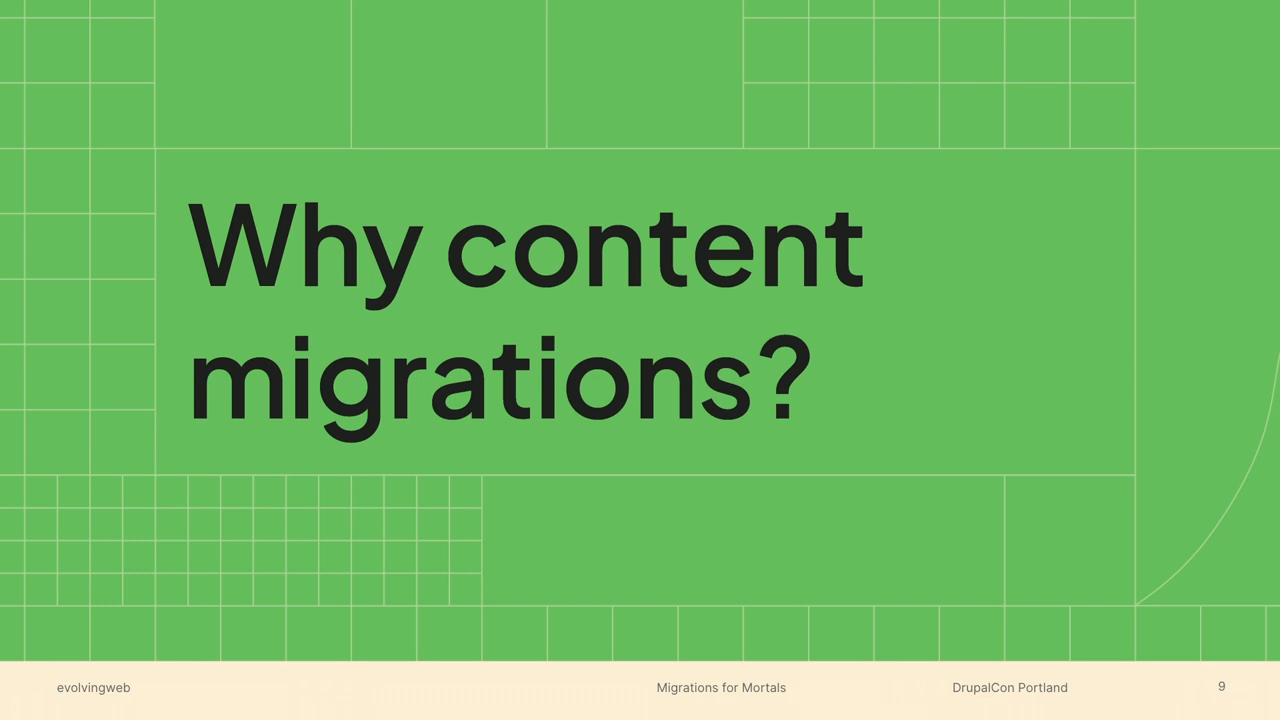 Why content
migrations?
evolvingweb
Migrations for Mortals
DrupalCon Portland
9